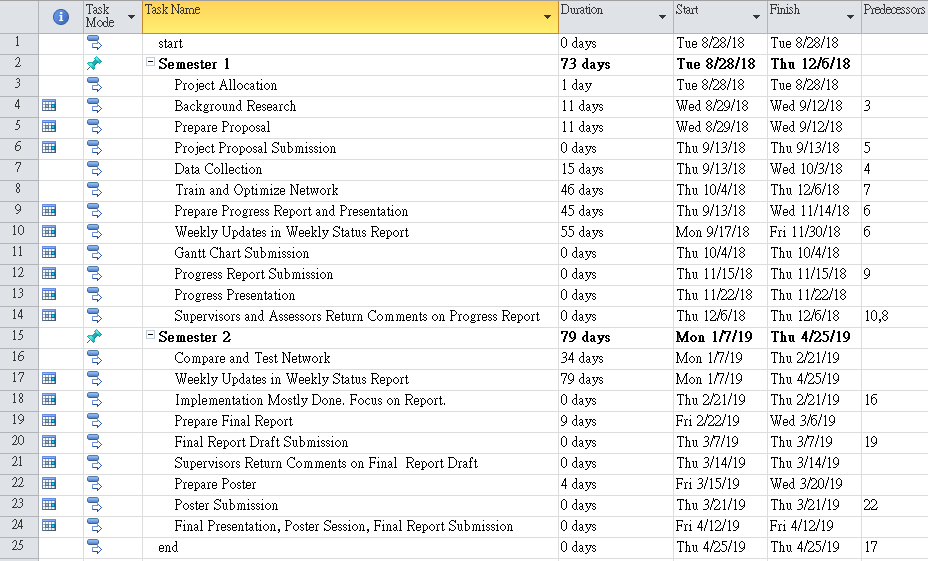 Task Mode Task Name Duration Start Finish Predecessors
1 start 0 days Tue 8/28/18 Tue 8/28/18
2 Semester 1 73 days Tue 8/28/18 Thu 12/6/18
3 Project Allocation 1 day Tue 8/28/18 Tue 8/28/18
4 Background Research 11 days Wed 8/29/18 Wed 9/12/18 3
5 Prepare Proposal 11 days Wed 8/29/18 Wed 9/12/18
6 Project Proposal Submission 0 days Thu 9/13/18 Thu 9/13/18 5
7 Data Collection 15 days Thu 9/13/18 Wed 10/3/18 4
8 Train and Optimize Network 46 days Thu 10/4/18 Thu 12/6/18 7
9 Prepare Progress Report and Presentation 45 days Thu 9/13/18 Wed 11/14/18 6
10 Weekly Updates in Weekly Status Report 55 days Mon 9/17/18 Fri 11/30/18 6
11 Gantt Chart Submission 0 days Thu 10/4/18 Thu 10/4/18
12 Progress Report Submission 0 days Thu 11/15/18 Thu 11/15/18 9
13 Progress Presentation 0 days Thu 11/22/18 Thu 11/22/18
14 Supervisors and Assessors Return Comments on Progress Report 0 days Thu 12/6/18 Thu 12/6/18 10,8
15 Semester 2 79 days Mon 1/7/19 Thu 4/25/19
16 Compare and Test Network 34 days Mon 1/7/19 Thu 2/21/19
17 Weekly Updates in Weekly Status Report 79 days Mon 1/7/19 Thu 4/25/19
18 Implementation Mostly Done. Focus on Report. 0 days Thu 2/21/19 Thu 2/21/19 16
19 Prepare Final Report 9 days Fri 2/22/19 Wed 3/6/19
20 Final Report Draft Submission 0 days Thu 3/7/19 Thu 3/7/19 19
21 Supervisors Return Comments on Final Report Draft 0 days Thu 3/14/19 Thu 3/14/19
22 Prepare Poster 4 days Fri 3/15/19 Wed 3/20/19
23 Poster Submission 0 days Thu 3/21/19 Thu 3/21/19 22
24 Final Presentation, Poster Session, Final Report Submission 0 days Fri 4/12/19 Fri 4/12/19
25 end 0 days Thu 4/25/19 Thu 4/25/19 17